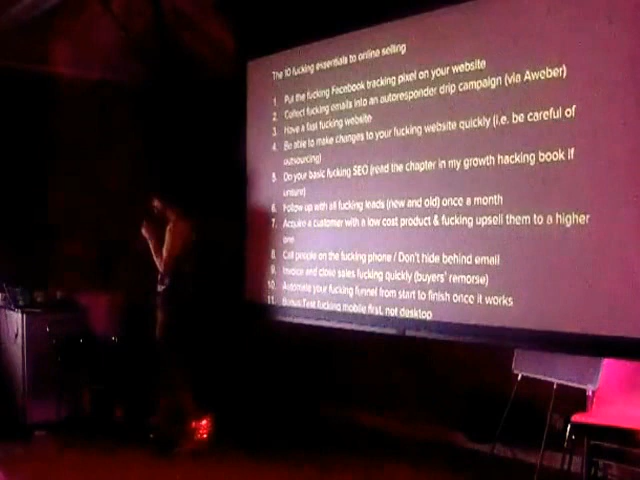 The 10 fucking essentials to online selling
1. Put the fucking Facebook tracking pixel on your website
2. Collect fucking emails into an autoresponder drip campaign (via Aweber)
3. Have a fast fucking website
4. Be able to make changes to your fucking website quickly (i.e. be careful of
outsourcing)
5. Do your basic fucking SEO (read the chapter in my growth hacking book if
unsure)
6. Follow up with all fucking leads (new and old) once a month
7. Acquire a customer with a low cost product & fucking upsell them to a higher
one
8. Call people on the fucking phone / Don't hide behind email
9. Invoice and close sales fucking quickly (buyers' remorse)
10. Automate your fucking funnel from start to finish once it works
11. Bonus: Test fucking mobile first, not desktop